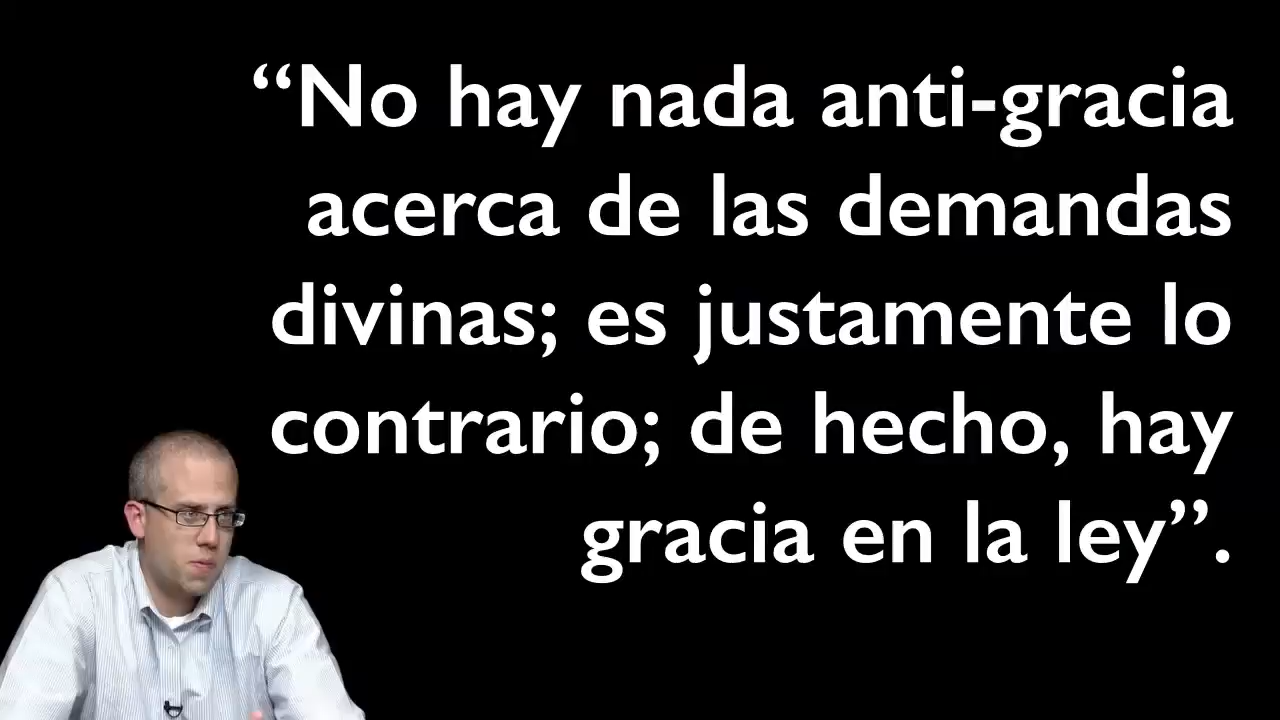 “No hay nada anti-gracia
acerca de las demandas
divinas; es justamente lo
contrario; de hecho, hay
gracia en la ley”.